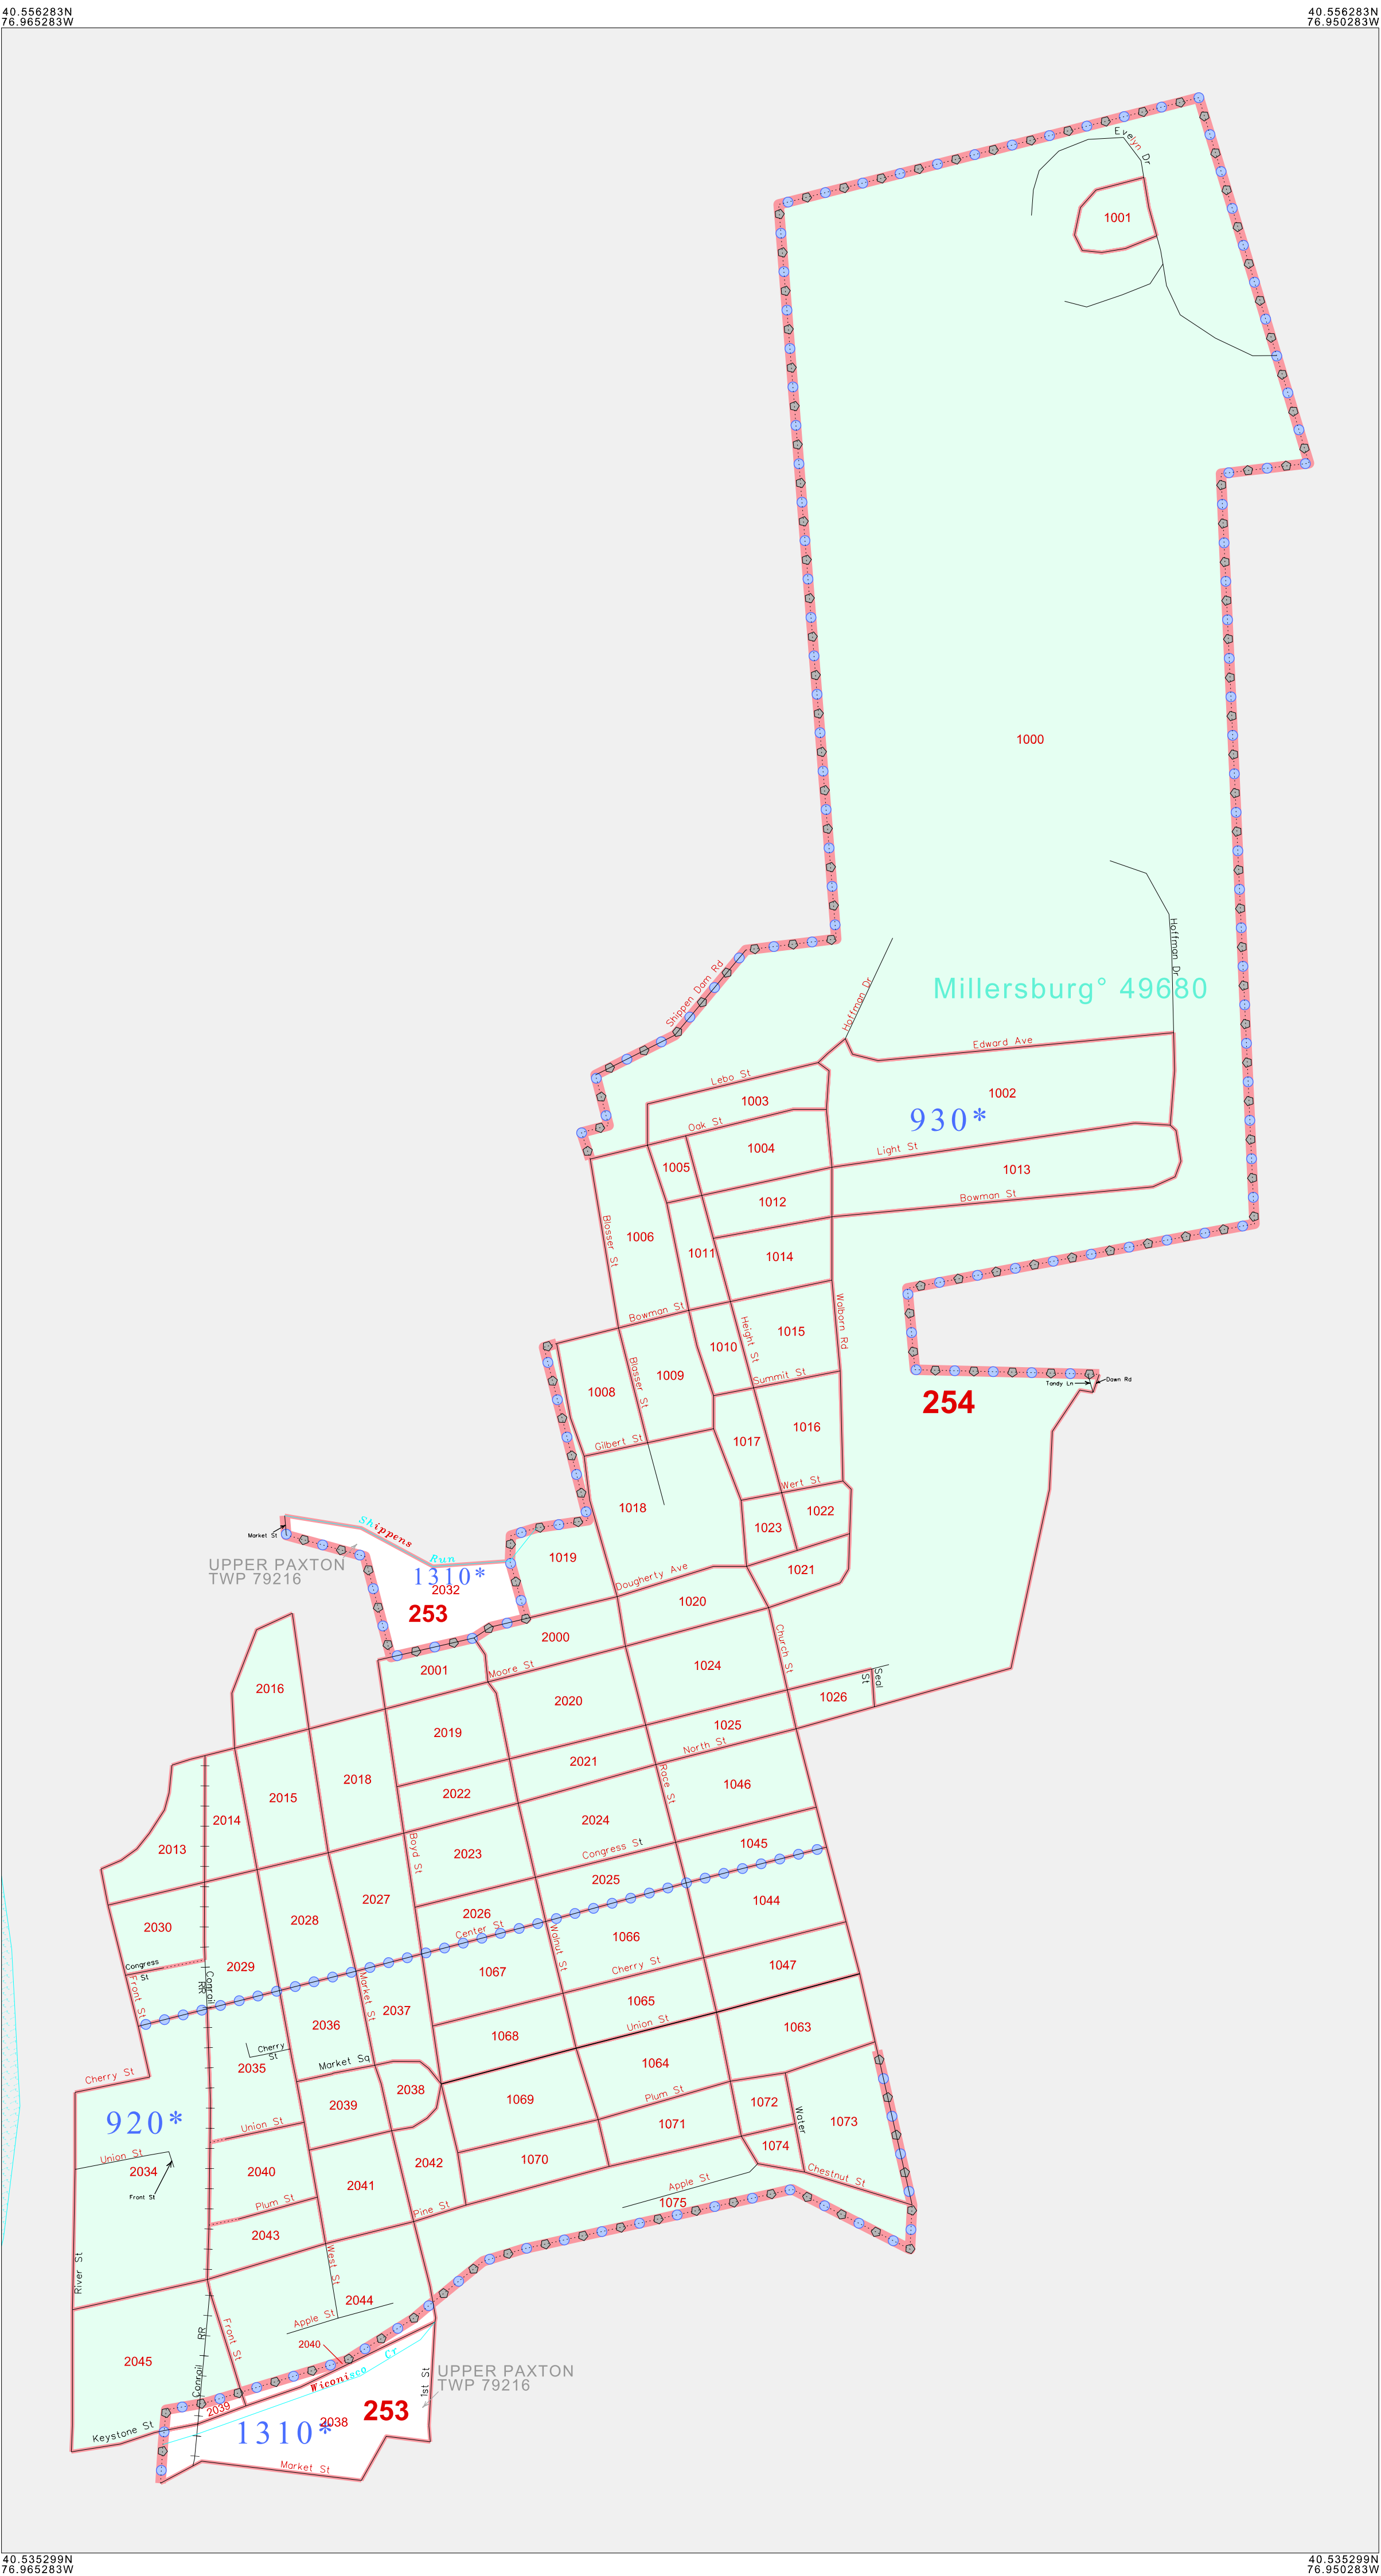 40.556283N
76.965283W
40.556283N
76.950283W
Evelyn Dr
1001
1000
Hoffman Dr
Millersburg° 49680
Shippen Dam Rd
Hoffman Dr
Edward Ave
Lebo St
1003
1002
930*
Oak St
1004
Light St
1005
1013
Bowman St
1012
Blosser St
1006
1011
1014
Bowman St
Walborn Rd
Height St
1015
1010
1009
Blasser St
Summit St
1008
Tandy Ln
Dawn Rd
254
1016
1017
Gilbert St
Wert St
1018
1022
1023
Skippens Run
Market St
1019
UPPER PAXTON
TWP 79216
1310*
2032
253
1021
Dougherty Ave
1020
2000
Church St
2001
Moore St
1024
2016
Seal St
1026
2020
1025
2019
North St
2021
2018
2022
Race St
1046
2015
2014
2024
2013
Boyd St
2023
Congress St
1045
2025
2027
1044
2026
2028
2030
Center St
Walnut St
1066
Congress St
2029
Conrail RR
Front St
1067
Cherry St
1047
Market St
1065
2037
2036
Union St
1063
1068
Cherry St
2035
Market Sq
1064
Cherry St
2038
1069
Plum St
2039
1072
Water
1073
920*
Union St
1071
Union St
2034
Front St
2040
2042
1070
1074
Chestnut St
2041
Apple St
1075
Plum St
Pine St
2043
River St
West St
2044
Apple St
Front St
Conrail RR
2040
2045
Wiconisco Cr
1st St
UPPER PAXTON
TWP 79216
2039
253
2038
1310*
Keystone St
Market St
40.535299N
76.965283W
40.535299N
76.950283W